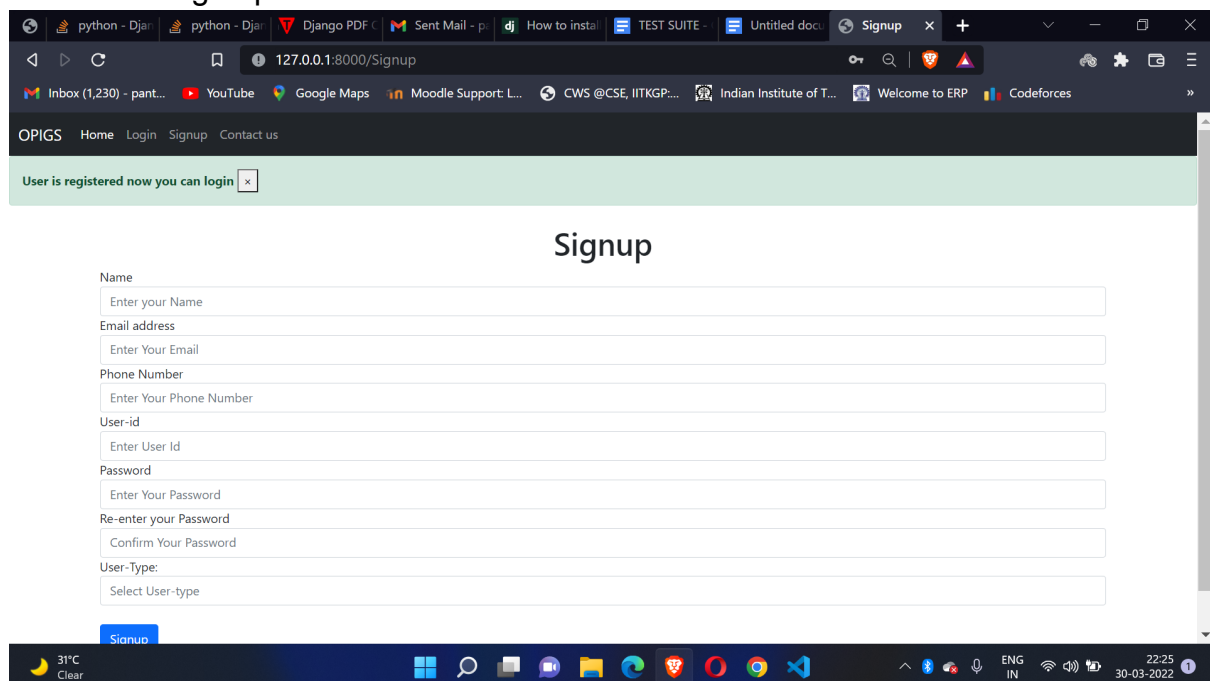 python - Djan python - Djan Django PDF C Sent Mail - pa dj How to install TEST SUITE - Untitled docu Signup
127.0.0.1:8000/Signup
Inbox (1,230) - pant... YouTube Google Maps Moodle Support: L... CWS @CSE, IITKGP:... Indian Institute of T... Welcome to ERP Codeforces »
OPIGS Home Login Signup Contact us
User is registered now you can login ×
Signup
Name
Enter your Name
Email address
Enter Your Email
Phone Number
Enter Your Phone Number
User-id
Enter User Id
Password
Enter Your Password
Re-enter your Password
Confirm Your Password
User-Type:
Select User-type
Signup
31°C
Clear
ENG
IN
22:25
30-03-2022
1